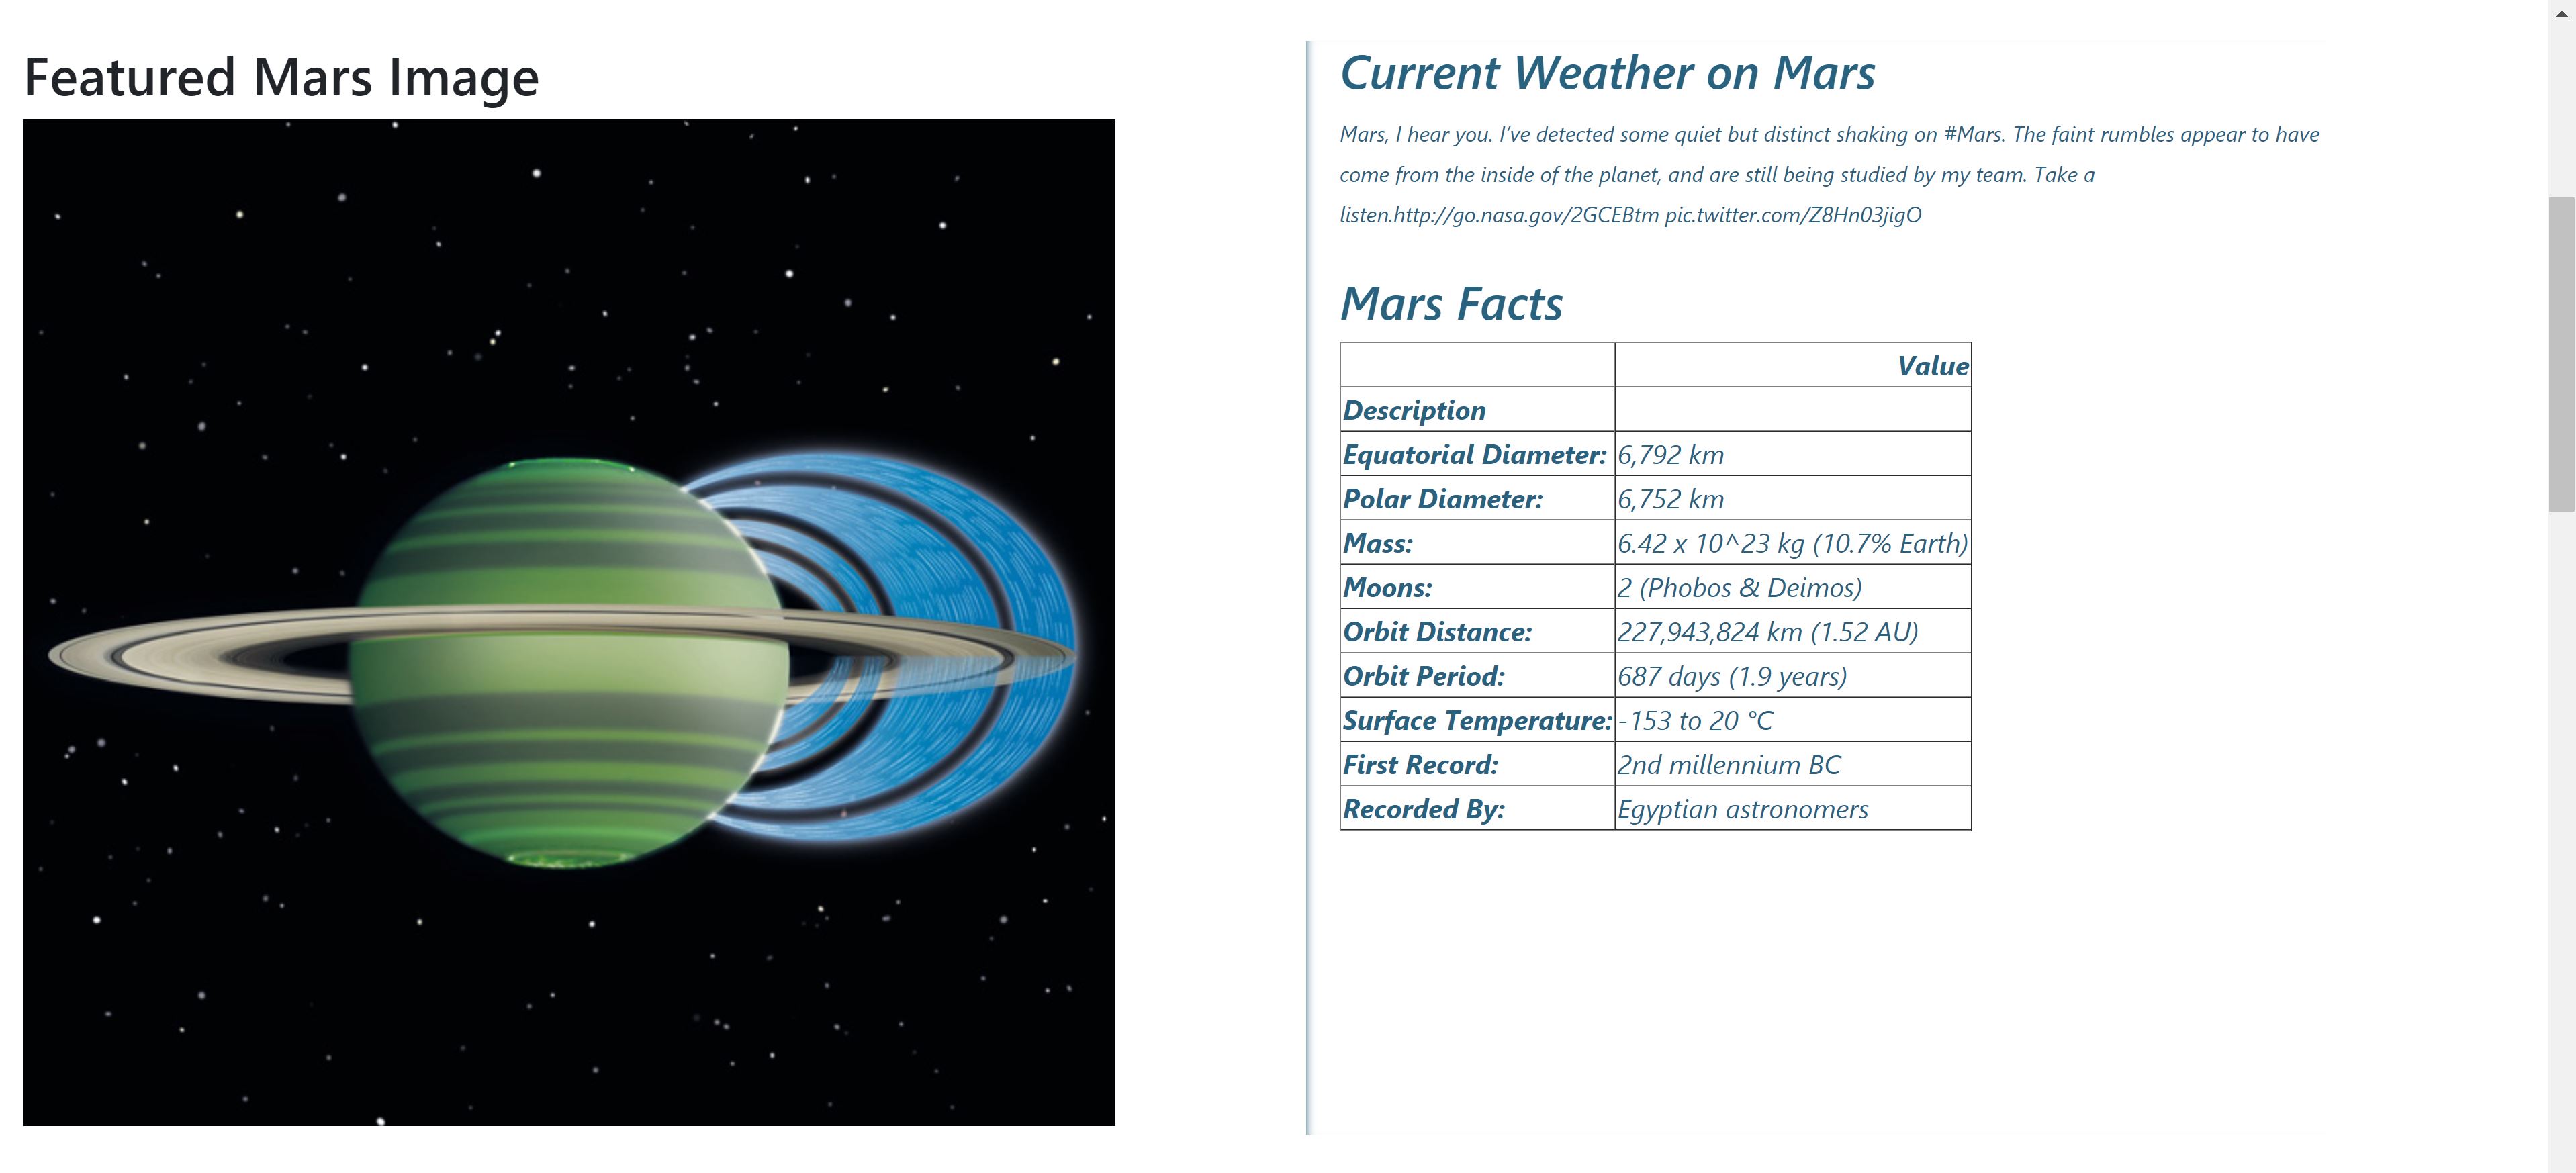 Featured Mars Image
Current Weather on Mars
Mars, I hear you. I've detected some quiet but distinct shaking on #Mars. The faint rumbles appear to have
come from the inside of the planet, and are still being studied by my team. Take a
listen.http://go.nasa.gov/2GCEBtm pic.twitter.com/Z8Hn03jigO
Mars Facts
Value
Description
Equatorial Diameter: 6,792 km
Polar Diameter: 6,752 km
Mass: 6.42 x 10^23 kg (10.7% Earth)
Moons: 2 (Phobos & Deimos)
Orbit Distance: 227,943,824 km (1.52 AU)
Orbit Period: 687 days (1.9 years)
Surface Temperature: -153 to 20 °C
First Record: 2nd millennium BC
Recorded By: Egyptian astronomers